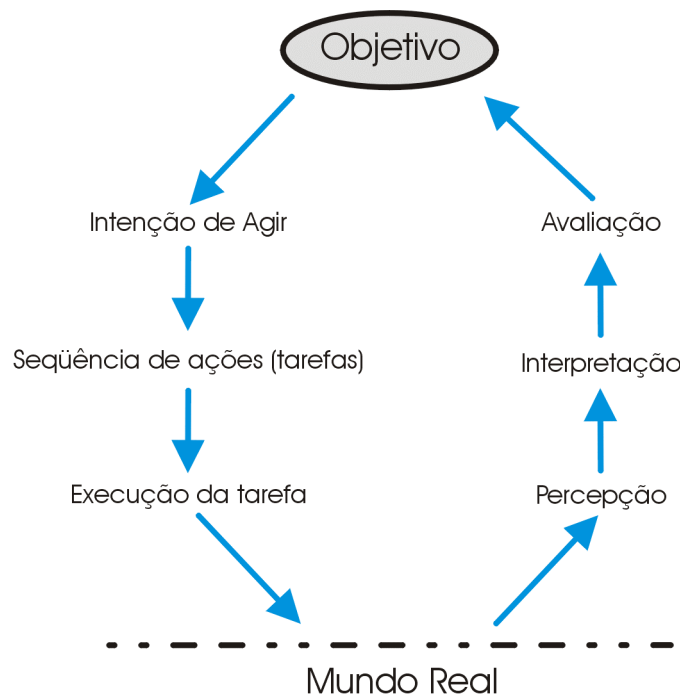 Objetivo
Intenção de Agir
Avaliação
Seqüência de ações (tarefas)
Interpretação
Execução da tarefa
Percepção
Mundo Real